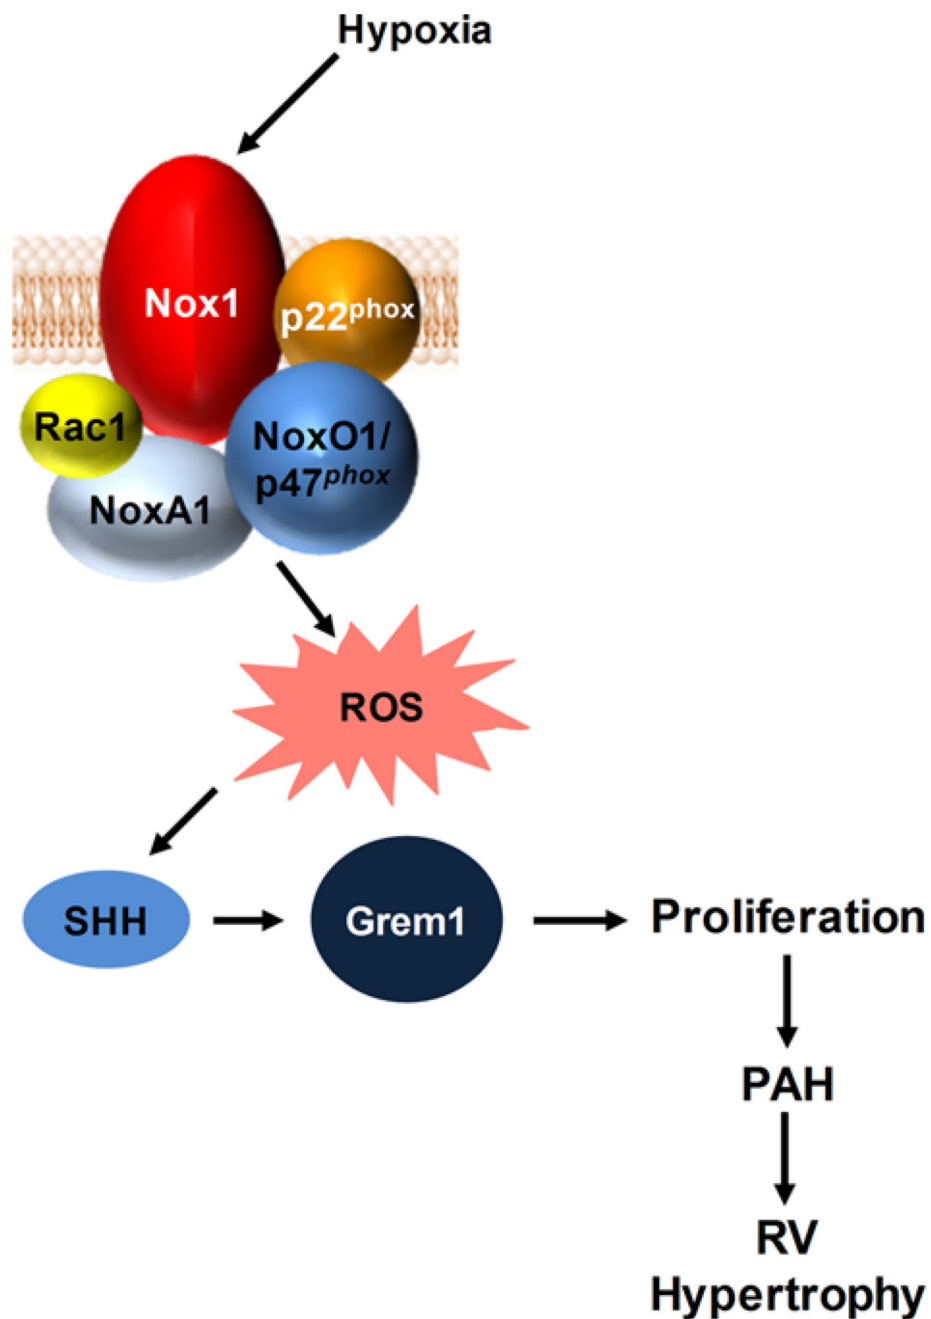 Hypoxia
Nox1
p22phox
Rac1
NoxO1/
p47phox
NoxA1
ROS
SHH
Grem1
Proliferation
PAH
RV
Hypertrophy